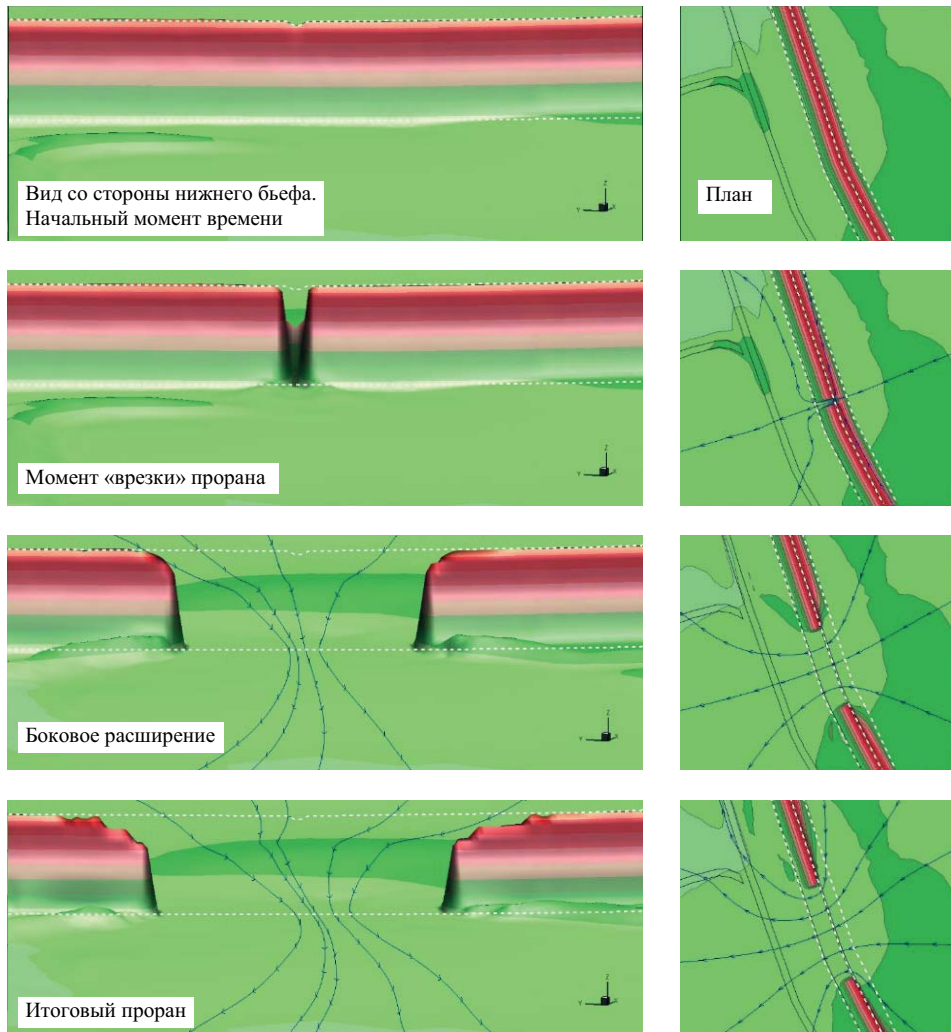 Вид со стороны нижнего бьефа.
Начальный момент времени
План
Момент «врезки» прорана
Боковое расширение
Итоговый проран